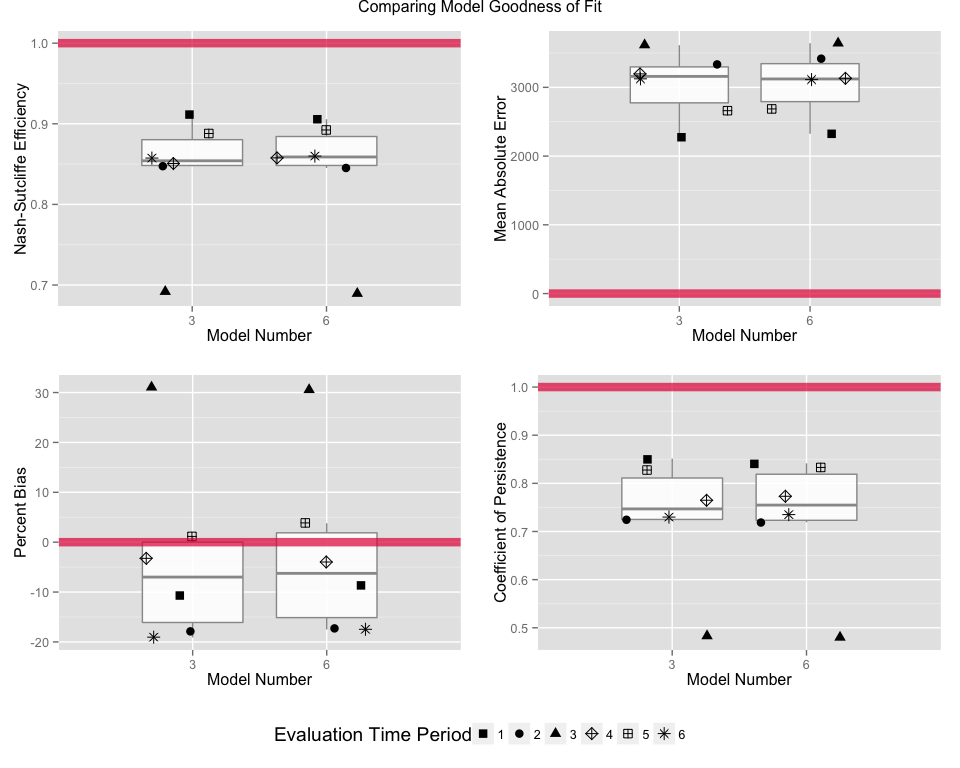 Comparing Model Goodness of Fit
Nash-Sutcliffe Efficiency
1.0
0.9
0.8
0.7
3 6
Model Number
Mean Absolute Error
3000
2000
1000
0
3 6
Model Number
Percent Bias
30
20
10
0
-10
-20
3 6
Model Number
Coefficient of Persistence
1.0
0.9
0.8
0.7
0.6
0.5
3 6
Model Number
Evaluation Time Period 1 2 3 4 5 6